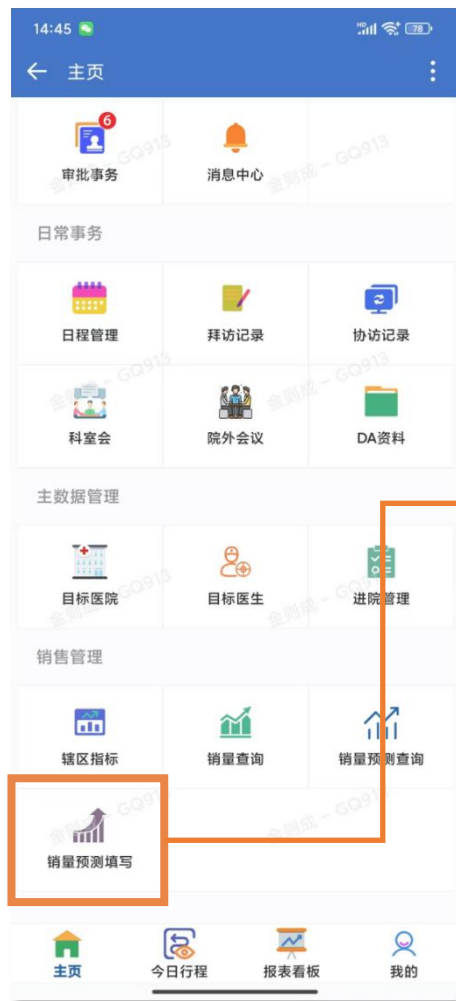 14:45
78
主页
6
审批事务 消息中心
日常事务
日程管理 拜访记录 协访记录
科室会 院外会议 DA资料
主数据管理
目标医院 目标医生 进院管理
销售管理
辖区指标 销量查询 销量预测查询
销量预测填写
主页 今日行程 报表看板 我的
金则成 - GQ913